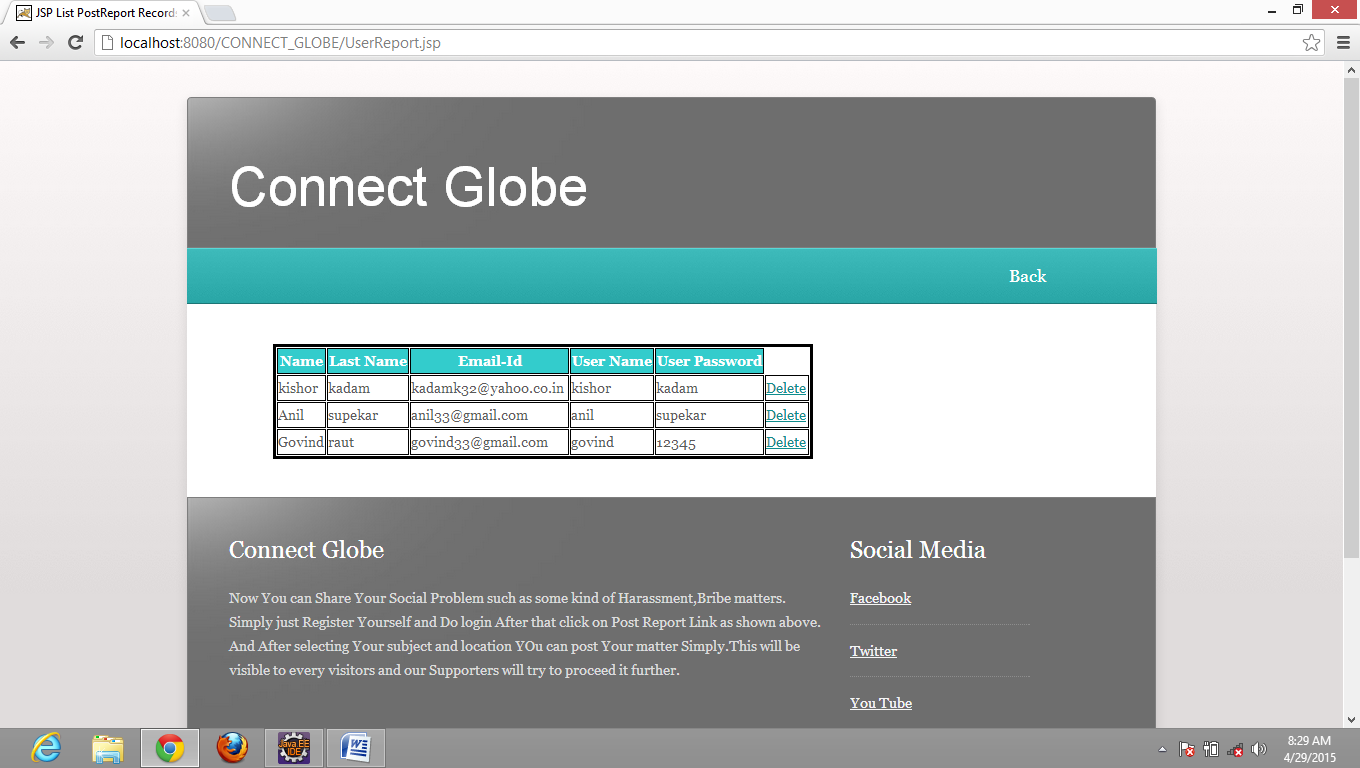 JSP List PostReport Records
localhost:8080/CONNECT_GLOBE/UserReport.jsp
Connect Globe
Back
Name Last Name Email-Id User Name User Password
kishor kadam kadamk32@yahoo.co.in kishor kadam Delete
Anil supekar anil33@gmail.com anil supekar Delete
Govind raut govind33@gmail.com govind 12345 Delete
Connect Globe
Now You can Share Your Social Problem such as some kind of Harassment,Bribe matters.
Simply just Register Yourself and Do login After that click on Post Report Link as shown above.
And After selecting Your subject and location YOu can post Your matter Simply.This will be
visible to every visitors and our Supporters will try to proceed it further.
Social Media
Facebook
Twitter
You Tube
Java EE
IDE
8:29 AM
4/29/2015